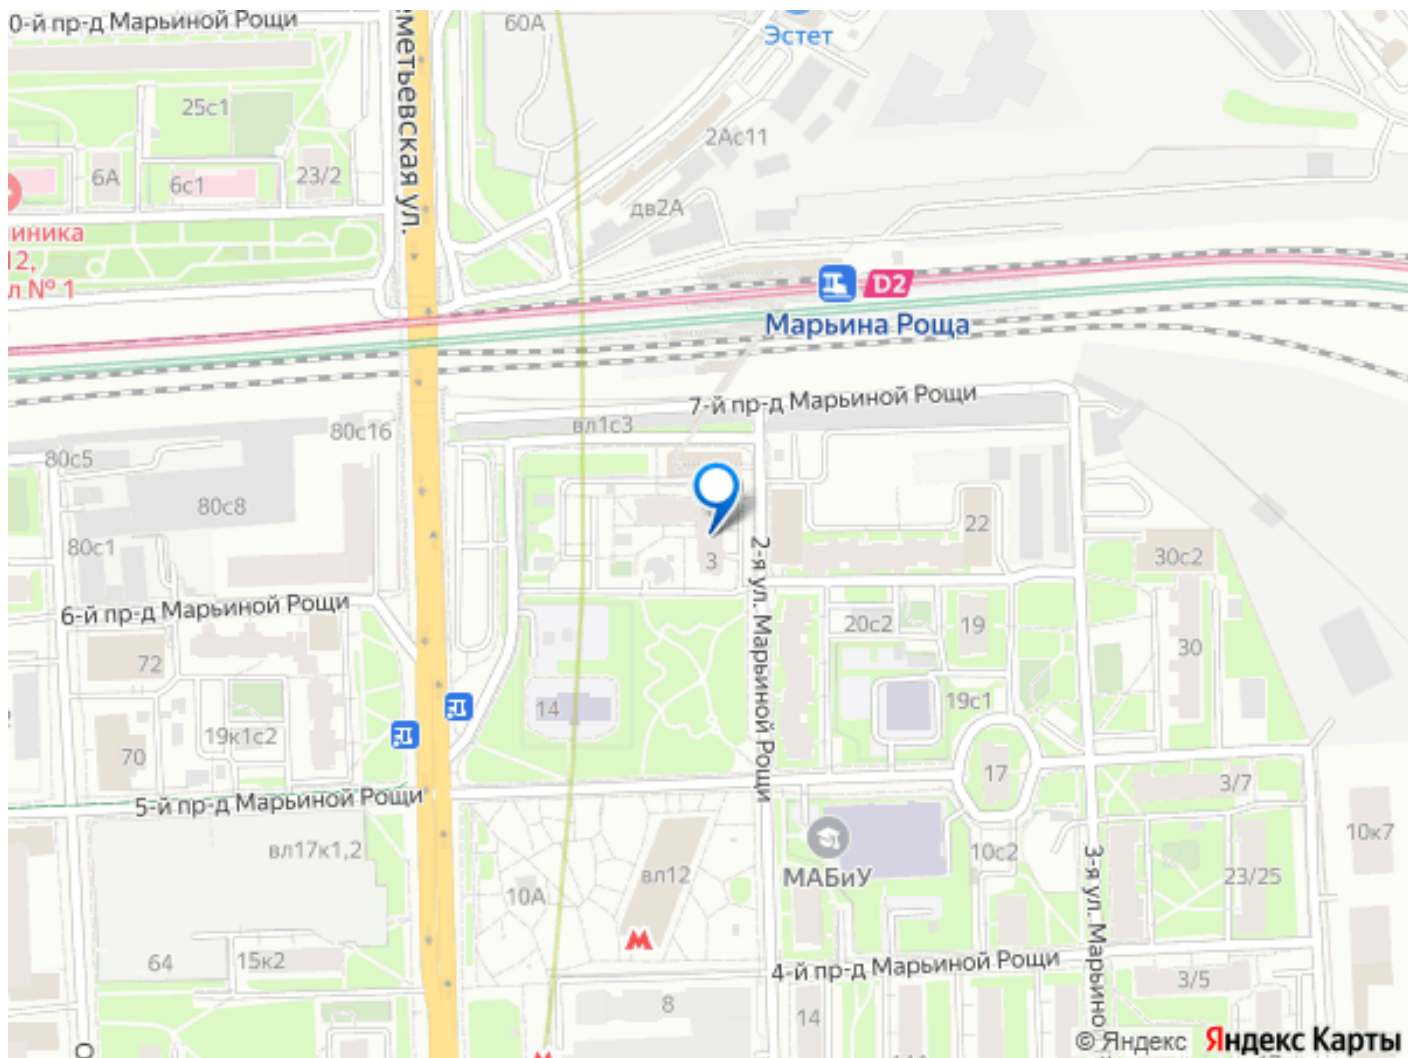 0-й пр-д Марьиной Рощи
60А
Эстет
еметьевская ул.
25с1
2Ас11
6А
6с1
23/2
дв2А
иника
12,
л № 1
D2
Марьина Роща
7-й пр-д Марьиной Рощи
вл1с3
80с16
80с5
80с8
22
80с1
3
30с2
2-я ул. Марьиной Рощи
6-й пр-д Марьиной Рощи
20с2
19
30
72
19с1
14
19к1с2
70
17
3/7
5-й пр-д Марьиной Рощи
10к7
вл17к1,2
10с2
3-я ул. Марьино
МАБиУ
вл12
23/25
10А
64
15к2
4-й пр-д Марьиной Рощи
3/5
8
14
© Яндекс Яндекс Карты